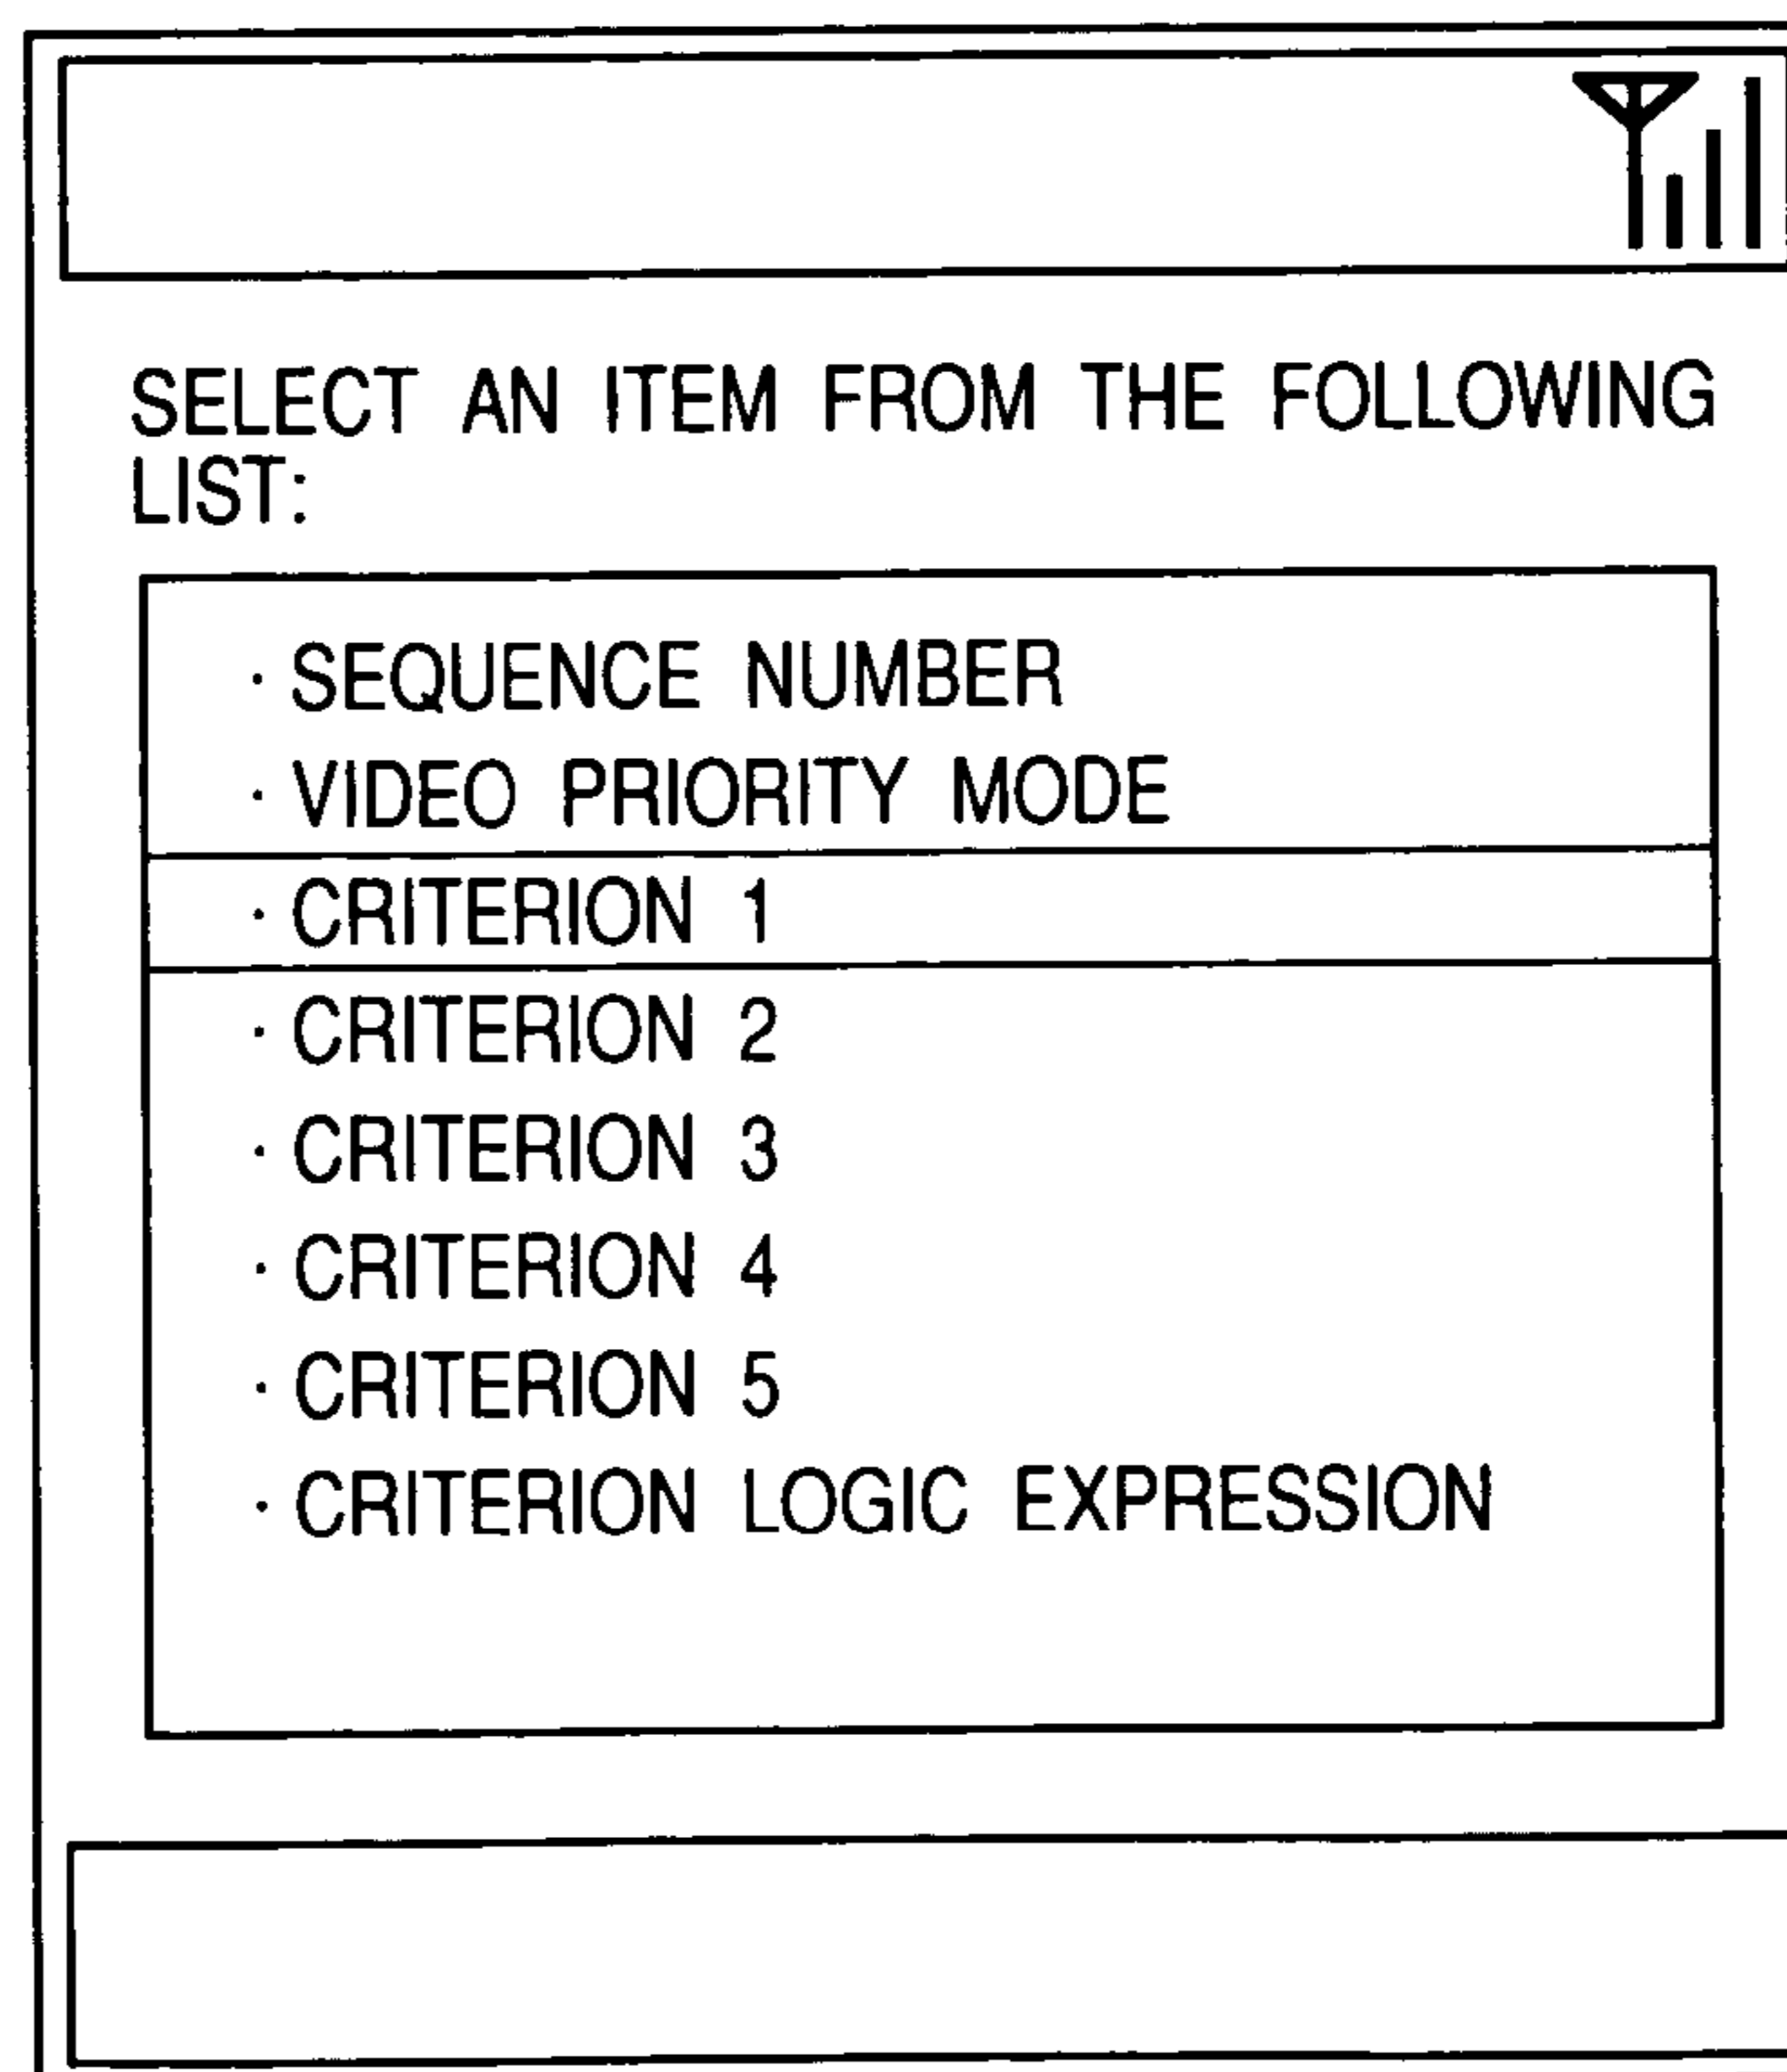 SELECT AN ITEM FROM THE FOLLOWING
LIST:
· SEQUENCE NUMBER
· VIDEO PRIORITY MODE
· CRITERION 1
· CRITERION 2
· CRITERION 3
· CRITERION 4
· CRITERION 5
· CRITERION LOGIC EXPRESSION